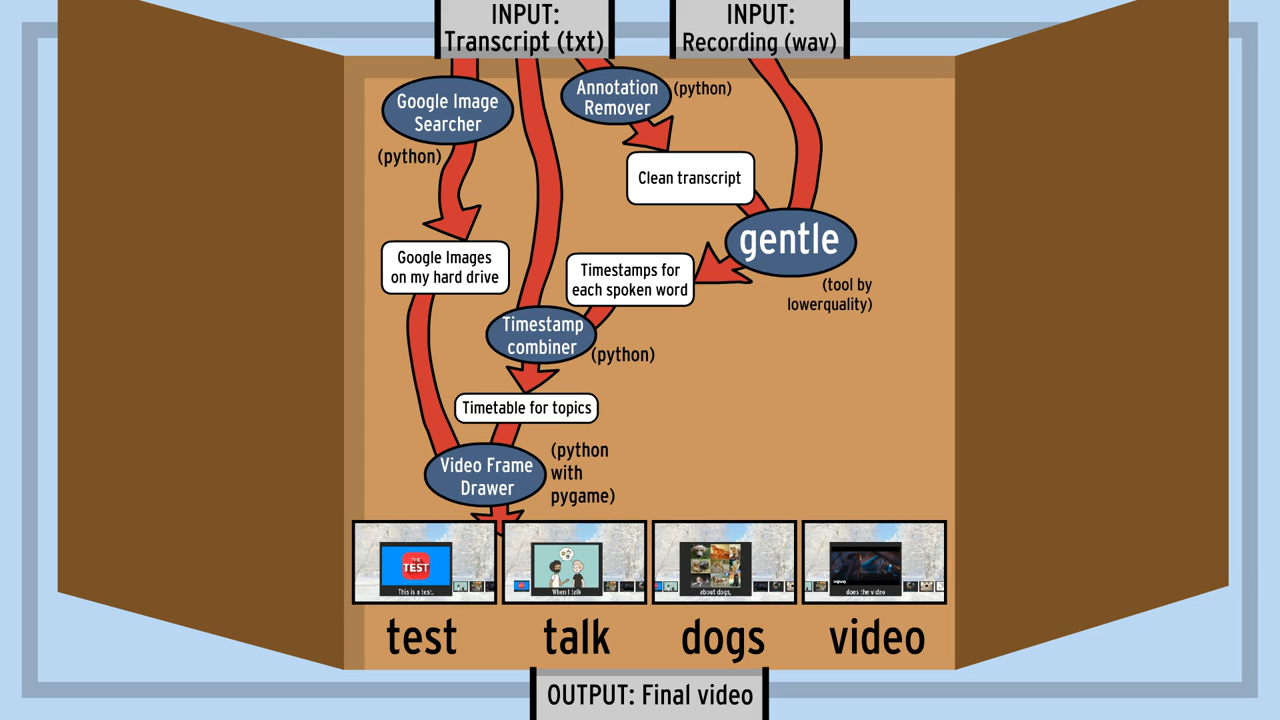 INPUT:
Transcript (txt)
INPUT:
Recording (wav)
Google Image
Searcher
(python)
Annotation
Remover
(python)
Clean transcript
gentle
(tool by
lowerquality)
Google Images
on my hard drive
Timestamps for
each spoken word
Timestamp
combiner
(python)
Timetable for topics
Video Frame
Drawer
(python
with
pygame)
THE
TEST
This is a test.
When I talk
about dogs,
vevo
does the video
test
talk
dogs
video
OUTPUT: Final video